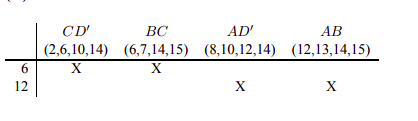 CD′ BC AD′ AB
(2,6,10,14) (6,7,14,15) (8,10,12,14) (12,13,14,15)
6 X X
12 X X